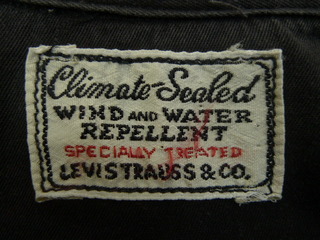 Climate-Sealed
WIND AND WATER
REPELLENT
SPECIALLY TREATED
LEVI STRAUSS & CO.